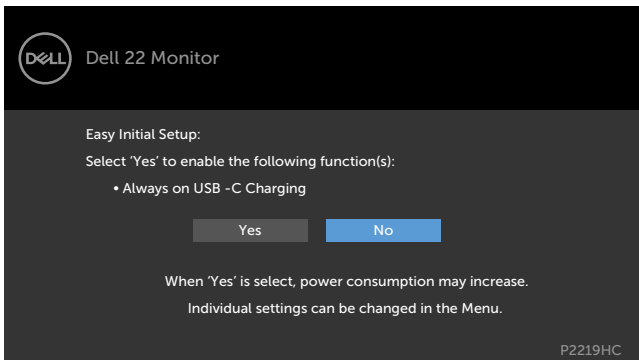 DELL
Dell 22 Monitor
Easy Initial Setup:
Select ‘Yes’ to enable the following function(s):
• Always on USB -C Charging
Yes
No
When ‘Yes’ is select, power consumption may increase.
Individual settings can be changed in the Menu.
P2219HC